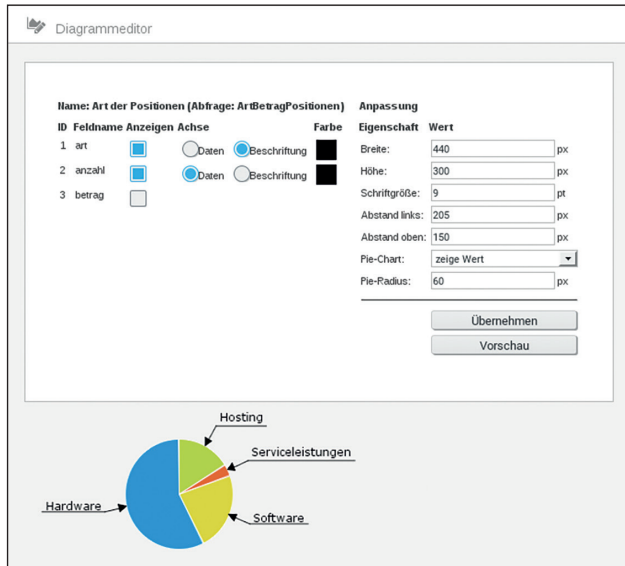 Diagrammeditor
Name: Art der Positionen (Abfrage: ArtBetragPositionen)
ID Feldname Anzeigen Achse Farbe
1 art Daten Beschriftung
2 anzahl Daten Beschriftung
3 betrag
Anpassung
Eigenschaft Wert
Breite: 440 px
Höhe: 300 px
Schriftgröße: 9 pt
Abstand links: 205 px
Abstand oben: 150 px
Pie-Chart: zeige Wert
Pie-Radius: 60 px
Übernehmen
Vorschau
Hosting
Serviceleistungen
Hardware
Software